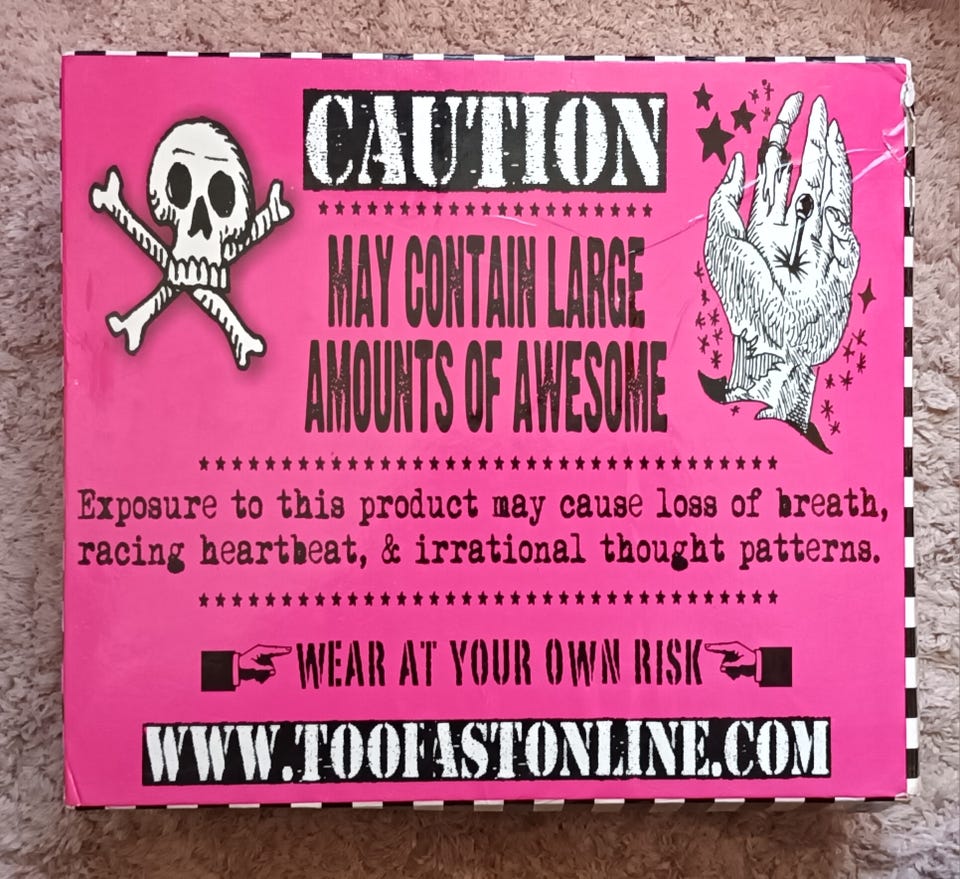 CAUTION
MAY CONTAIN LARGE
AMOUNTS OF AWESOME
Exposure to this product may cause loss of breath,
racing heartbeat, & irrational thought patterns.
WEAR AT YOUR OWN RISK
WWW.TOOFASTONLINE.COM